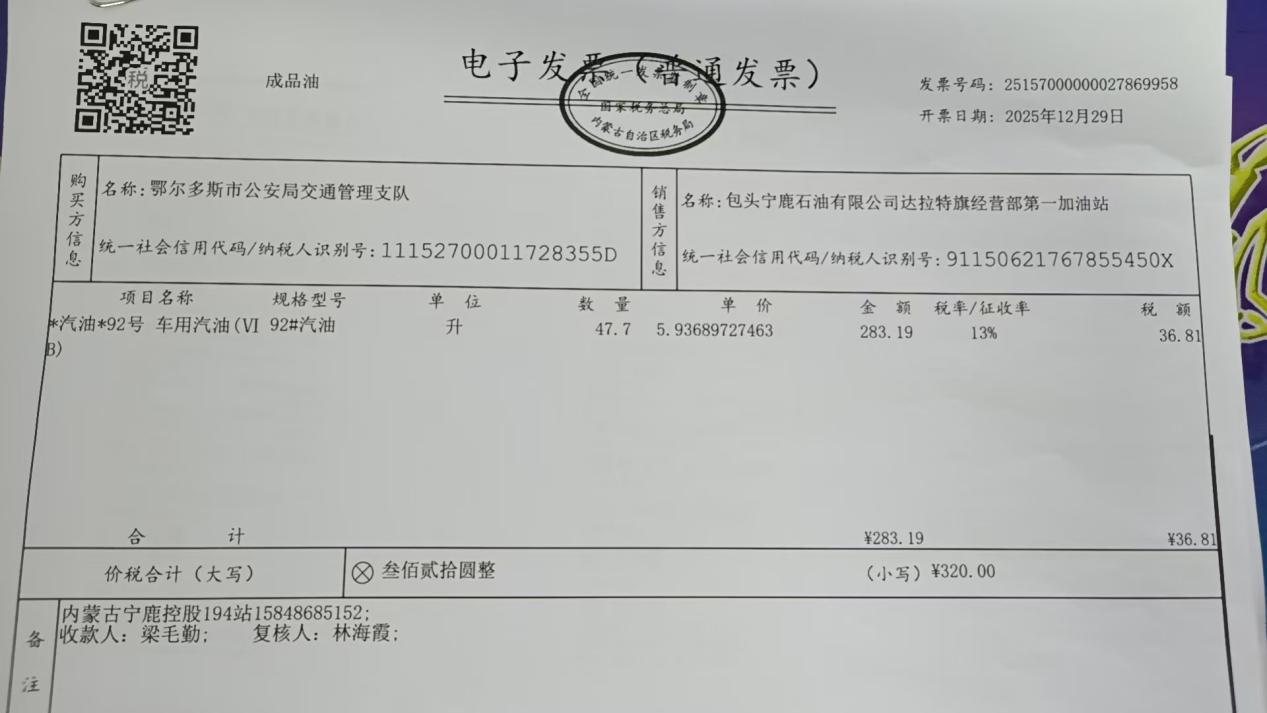 电子发票（普通发票）
税
成品油
全国统一发票监制章
国家税务总局
内蒙古自治区税务局
发票号码：25157000000027869958
开票日期：2025年12月29日
购买方信息
名称：鄂尔多斯市公安局交通管理支队
统一社会信用代码/纳税人识别号：11152700011728355D
销售方信息
名称：包头宁鹿石油有限公司达拉特旗经营部第一加油站
统一社会信用代码/纳税人识别号：91150621767855450X
项目名称 规格型号 单 位 数 量 单 价 金 额 税率/征收率 税 额
*汽油*92号 车用汽油(VI 92#汽油 升 47.7 5.93689727463 283.19 13% 36.81
B)
合 计 ¥283.19 ¥36.81
价税合计（大写） ⊗ 叁佰贰拾圆整 （小写）¥320.00
备注
内蒙古宁鹿控股194站15848685152;
收款人：梁毛勤; 复核人：林海霞;